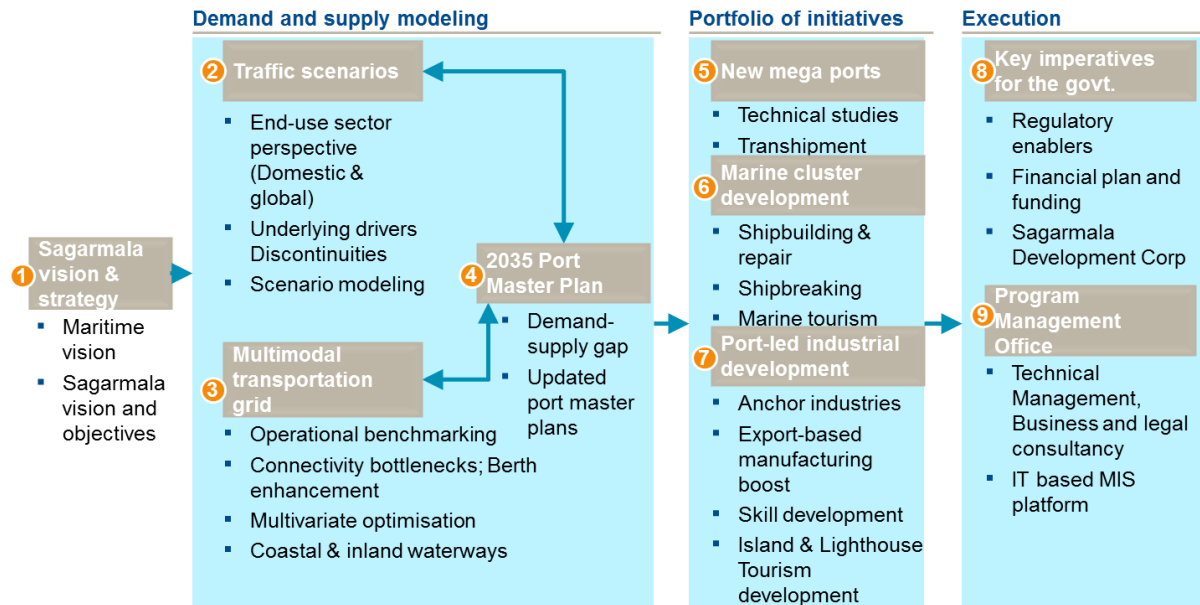 Demand and supply modeling
Portfolio of initiatives
Execution
1
Sagarmala
vision &
strategy
▪ Maritime
vision
▪ Sagarmala
vision and
objectives
2
Traffic scenarios
▪ End-use sector
perspective
(Domestic &
global)
▪ Underlying drivers
Discontinuities
▪ Scenario modeling
3
Multimodal
transportation
grid
▪ Operational benchmarking
▪ Connectivity bottlenecks; Berth
enhancement
▪ Multivariate optimisation
▪ Coastal & inland waterways
4
2035 Port
Master Plan
▪ Demand-
supply gap
▪ Updated
port master
plans
5
New mega ports
▪ Technical studies
▪ Transhipment
6
Marine cluster
development
▪ Shipbuilding &
repair
▪ Shipbreaking
▪ Marine tourism
7
Port-led industrial
development
▪ Anchor industries
▪ Export-based
manufacturing
boost
▪ Skill development
▪ Island & Lighthouse
Tourism
development
8
Key imperatives
for the govt.
▪ Regulatory
enablers
▪ Financial plan and
funding
▪ Sagarmala
Development Corp
9
Program
Management
Office
▪ Technical
Management,
Business and legal
consultancy
▪ IT based MIS
platform